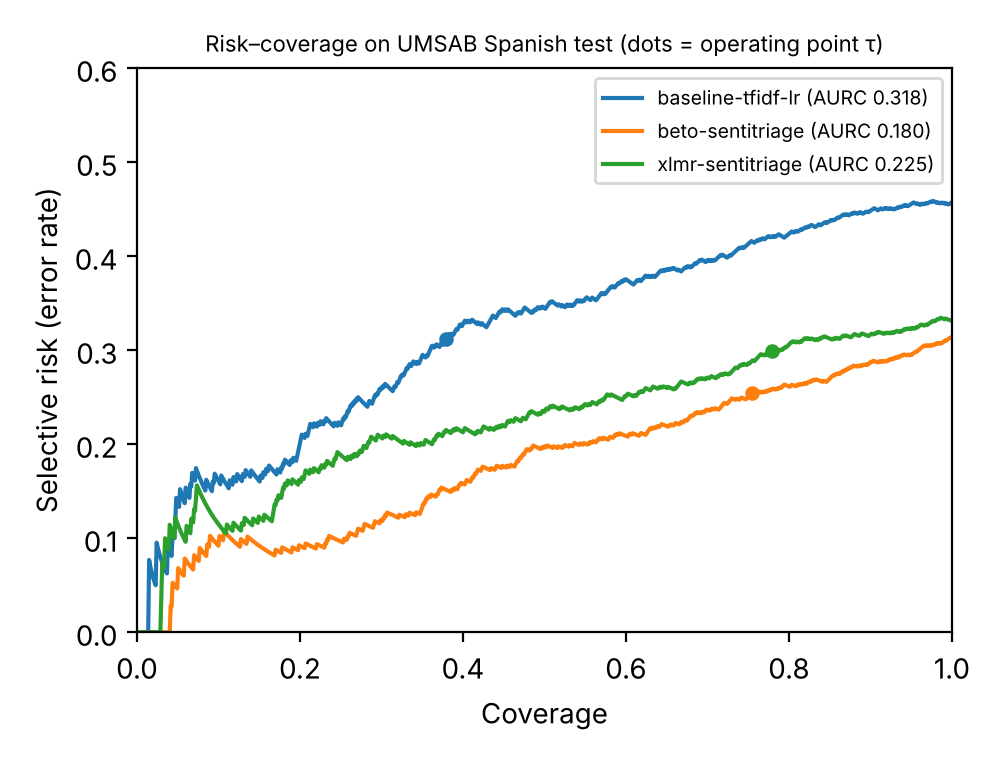 Risk–coverage on UMSAB Spanish test (dots = operating point τ)
baseline-tfidf-lr (AURC 0.318)
beto-sentitriage (AURC 0.180)
xlmr-sentitriage (AURC 0.225)
Selective risk (error rate)
0.6
0.5
0.4
0.3
0.2
0.1
0.0
0.0 0.2 0.4 0.6 0.8 1.0
Coverage